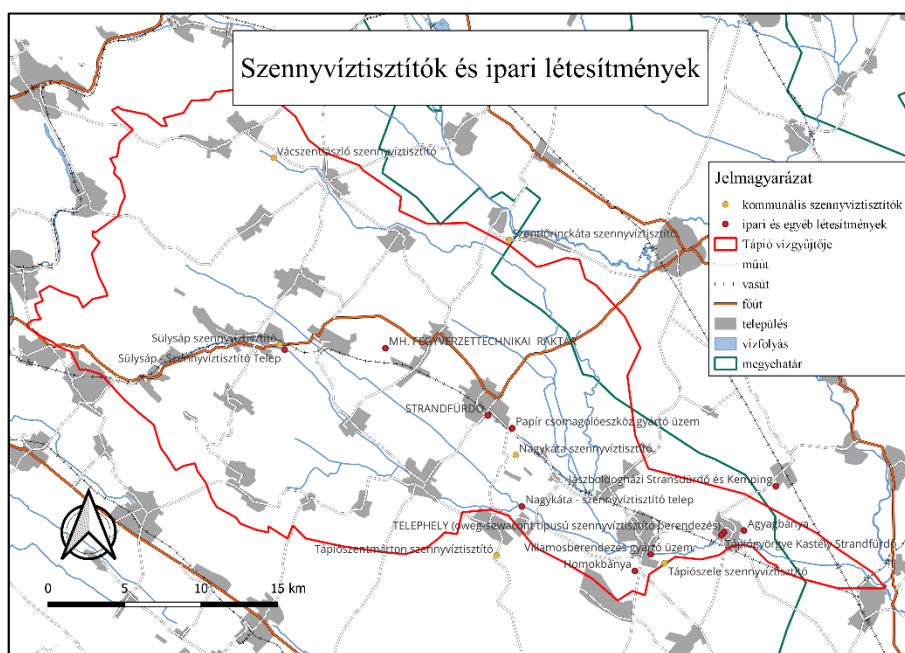 Szennyvíztisztítók és ipari létesítmények
Vácszentlászló szennyvíztisztító
Szentlőrinckáta szennyvíztisztító
Jelmagyarázat
kommunális szennyvíztisztítók
ipari és egyéb létesítmények
Tápió vízgyűjtője
műút
vasút
főút
település
vízfolyás
megyehatár
Sülysáp szennyvíztisztító
Sülysáp - Szennyvíztisztító Telep
MH. FEGYVERZETTECHNIKAI RAKTÁR
STRANDFÜRDŐ
Papír csomagolóeszköz gyártó üzem
Nagykáta szennyvíztisztító
Jászboldogházi Strandsfürdő és Kemping
Nagykáta - szennyvíztisztító telep
TELEPHELY (öweg-sewacon típusú szennyvíztisztító berendezés)
Agyagbánya
Tápiógyörgye Kastély Strandfürdő
Tápiószentmárton szennyvíztisztító
Villamosberendezés gyártó üzem
Homokbánya
Tápiószele szennyvíztisztító
0 5 10 15 km